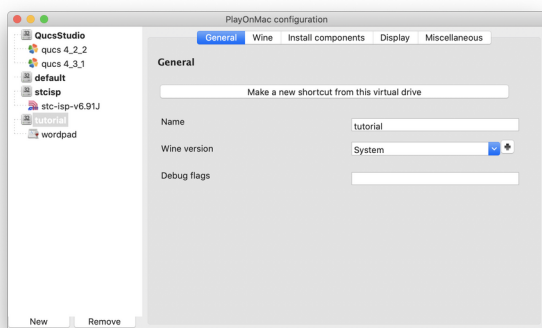 PlayOnMac configuration
QucsStudio
qucs 4_2_2
qucs 4_3_1
default
stcisp
stc-isp-v6.91J
tutorial
wordpad
New
Remove
General
Wine
Install components
Display
Miscellaneous
General
Make a new shortcut from this virtual drive
Name
tutorial
Wine version
System
Debug flags